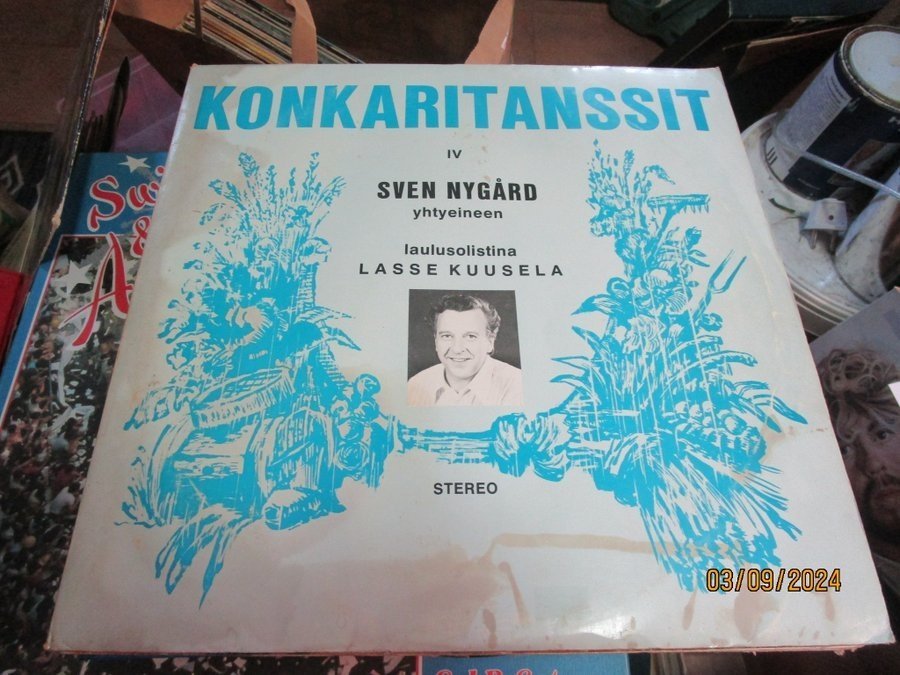 KONKARITANSSIT
IV
SVEN NYGÅRD
yhtyeineen
laulusolistina
LASSE KUUSELA
STEREO
03/09/2024